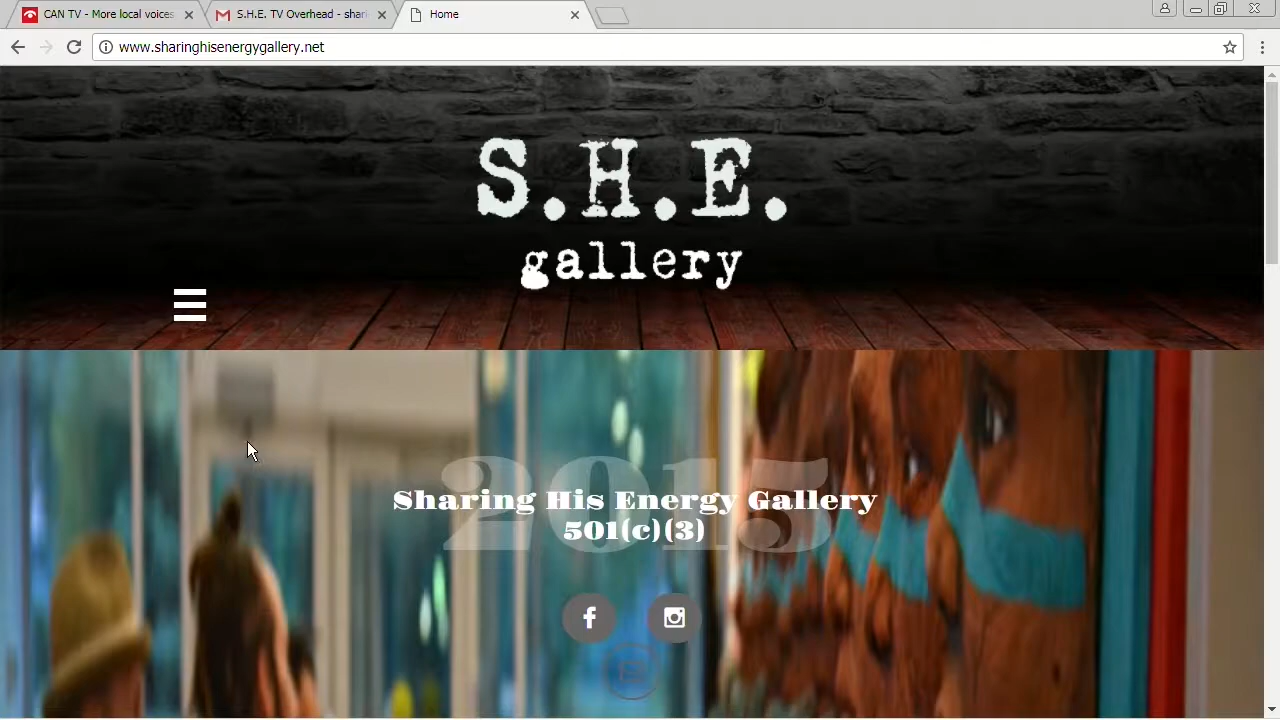 CAN TV - More local voices
S.H.E. TV Overhead - shari
Home
www.sharinghisenergygallery.net
S.H.E.
gallery
2015
Sharing His Energy Gallery
501(c)(3)